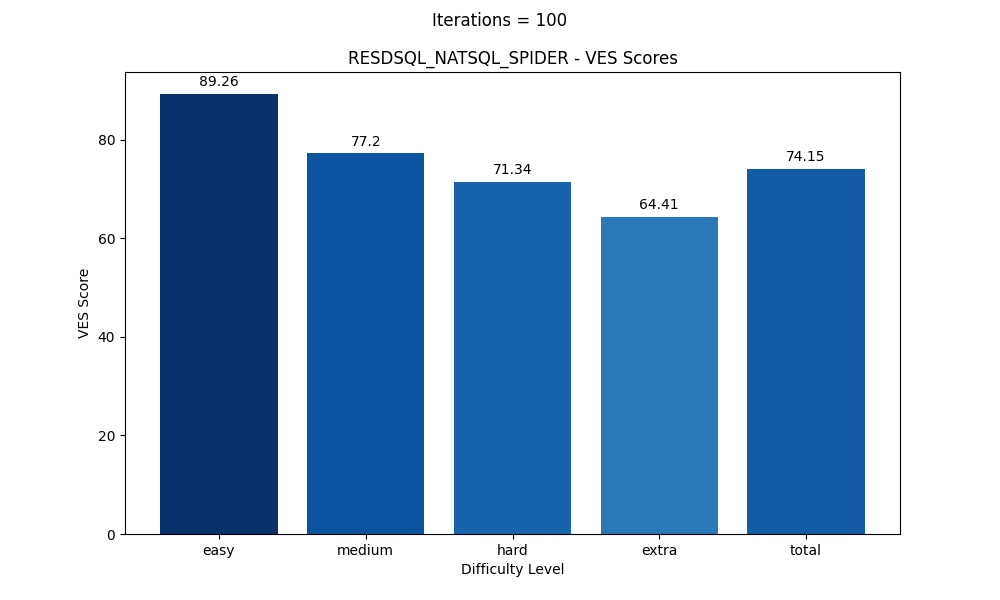 Iterations = 100
RESDSQL_NATSQL_SPIDER - VES Scores
89.26
77.2
71.34
64.41
74.15
80
60
40
20
0
VES Score
easy medium hard extra total
Difficulty Level